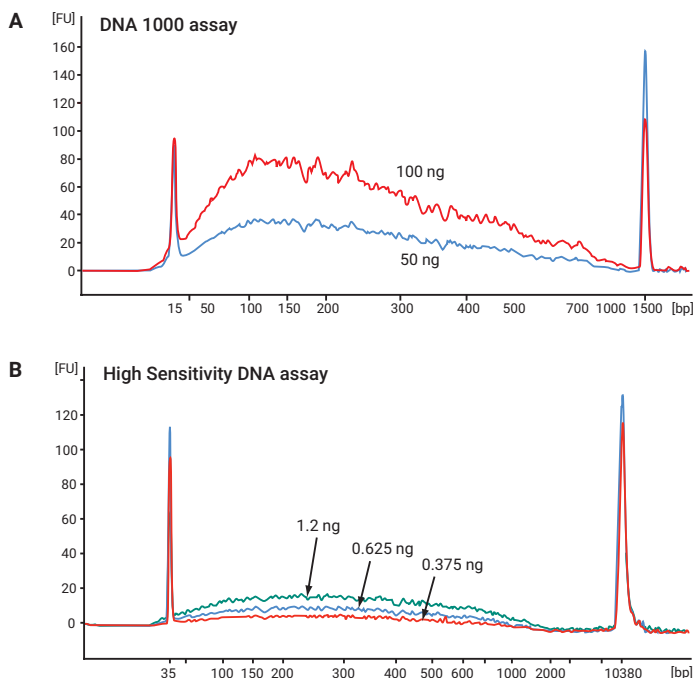 A
DNA 1000 assay
[FU]
160
140
120
100
80
60
40
20
0
100 ng
50 ng
15 50 100 150 200 300 400 500 700 1000 1500 [bp]
B
High Sensitivity DNA assay
[FU]
120
100
80
60
40
20
0
1.2 ng
0.625 ng
0.375 ng
35 100 150 200 300 400 500 600 1000 2000 10380 [bp]